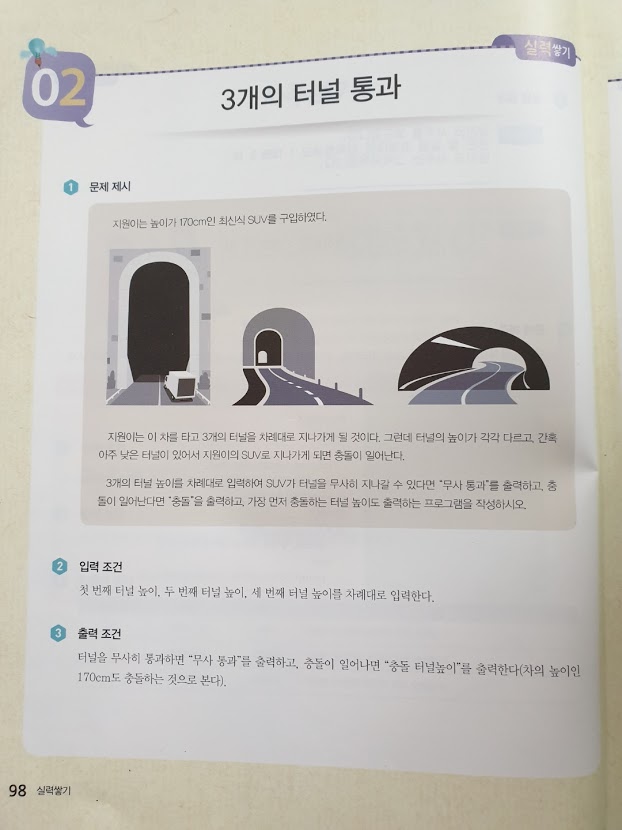 실력쌓기
02
3개의 터널 통과
1 문제 제시
지원이는 높이가 170cm인 최신식 SUV를 구입하였다.
지원이는 이 차를 타고 3개의 터널을 차례대로 지나가게 될 것이다. 그런데 터널의 높이가 각각 다르고, 간혹
아주 낮은 터널이 있어서 지원이의 SUV로 지나가게 되면 충돌이 일어난다.
3개의 터널 높이를 차례대로 입력하여 SUV가 터널을 무사히 지나갈 수 있다면 "무사 통과"를 출력하고, 충
돌이 일어난다면 "충돌"을 출력하고, 가장 먼저 충돌하는 터널 높이도 출력하는 프로그램을 작성하시오.
2 입력 조건
첫 번째 터널 높이, 두 번째 터널 높이, 세 번째 터널 높이를 차례대로 입력한다.
3 출력 조건
터널을 무사히 통과하면 "무사 통과"를 출력하고, 충돌이 일어나면 "충돌 터널높이"를 출력한다(차의 높이인
170cm도 충돌하는 것으로 본다).
98 실력쌓기